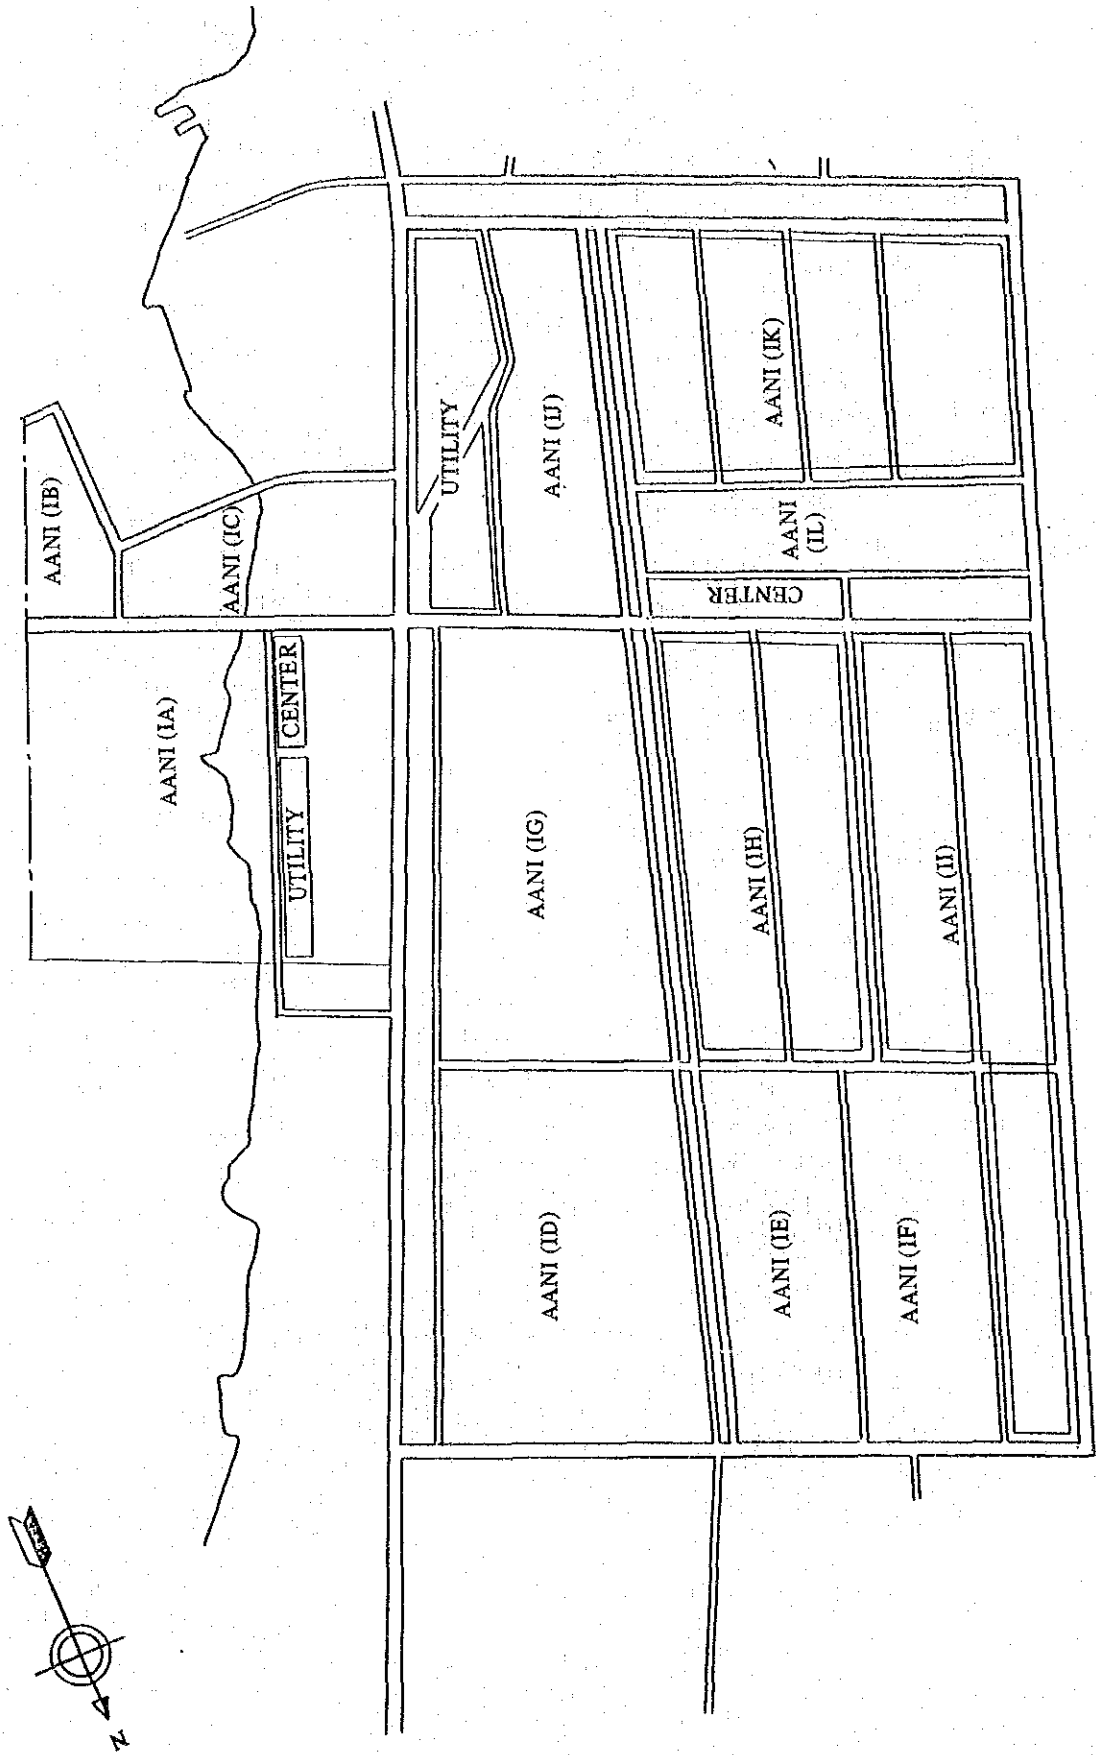 AANI (IB)
AANI (IC)
AANI (IA)
CENTER
UTILITY
UTILITY
AANI (IJ)
AANI (IK)
AANI
(IL)
CENTER
AANI (IG)
AANI (IH)
AANI (II)
AANI (ID)
AANI (IE)
AANI (IF)
N